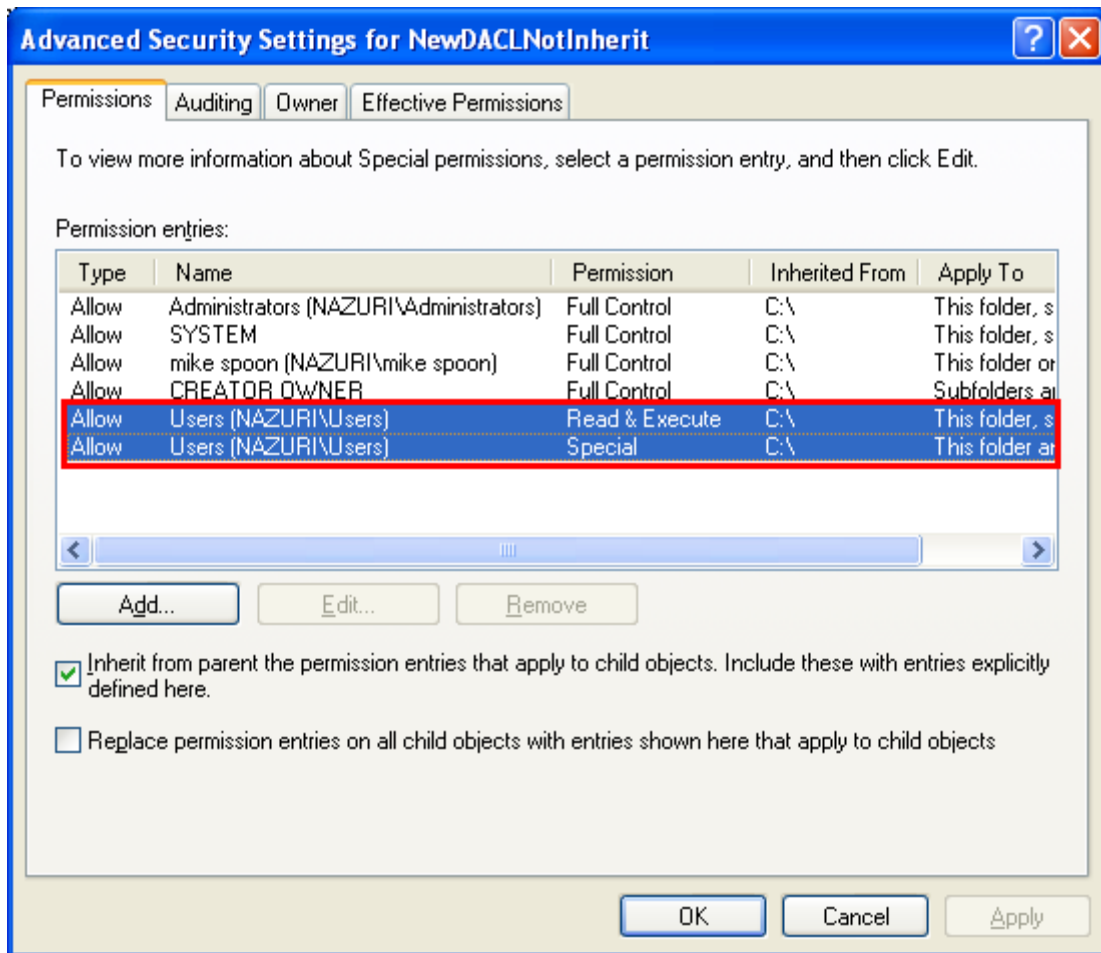 Advanced Security Settings for NewDACLNotInherit
Permissions Auditing Owner Effective Permissions
To view more information about Special permissions, select a permission entry, and then click Edit.
Permission entries:
Type Name Permission Inherited From Apply To
Allow Administrators (NAZURI\Administrators) Full Control C:\ This folder, s
Allow SYSTEM Full Control C:\ This folder, s
Allow mike spoon (NAZURI\mike spoon) Full Control C:\ This folder or
Allow CREATOR OWNER Full Control C:\ Subfolders a
Allow Users (NAZURI\Users) Read & Execute C:\ This folder, s
Allow Users (NAZURI\Users) Special C:\ This folder ar
Add... Edit... Remove
Inherit from parent the permission entries that apply to child objects. Include these with entries explicitly
defined here.
Replace permission entries on all child objects with entries shown here that apply to child objects
OK Cancel Apply